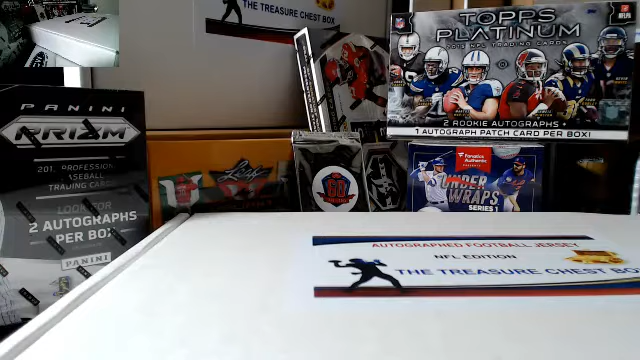 THE TREASURE CHEST BOX
TOPPS
PLATINUM
NFL TRADING CARDS
2 ROOKIE AUTOGRAPHS +
1 AUTOGRAPH PATCH CARD PER BOX!
PANINI
PRIZM
BASEBALL
TRADING CARDS
LOOK FOR
2 AUTOGRAPHS
PER BOX
PANINI
Leaf
Fanatics
Authentic
UNDER
WRAPS
SERIES 1
AUTOGRAPHED FOOTBALL JERSEY
NFL EDITION
THE TREASURE CHEST BO